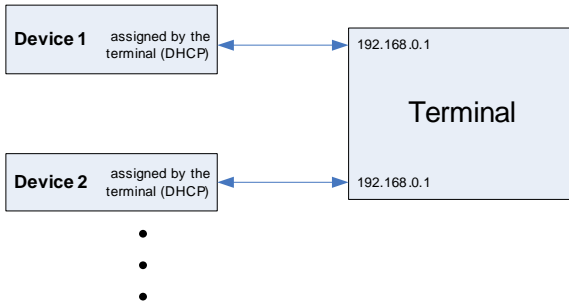 Device 1
assigned by the
terminal (DHCP)
192.168.0.1
Terminal
Device 2
assigned by the
terminal (DHCP)
192.168.0.1